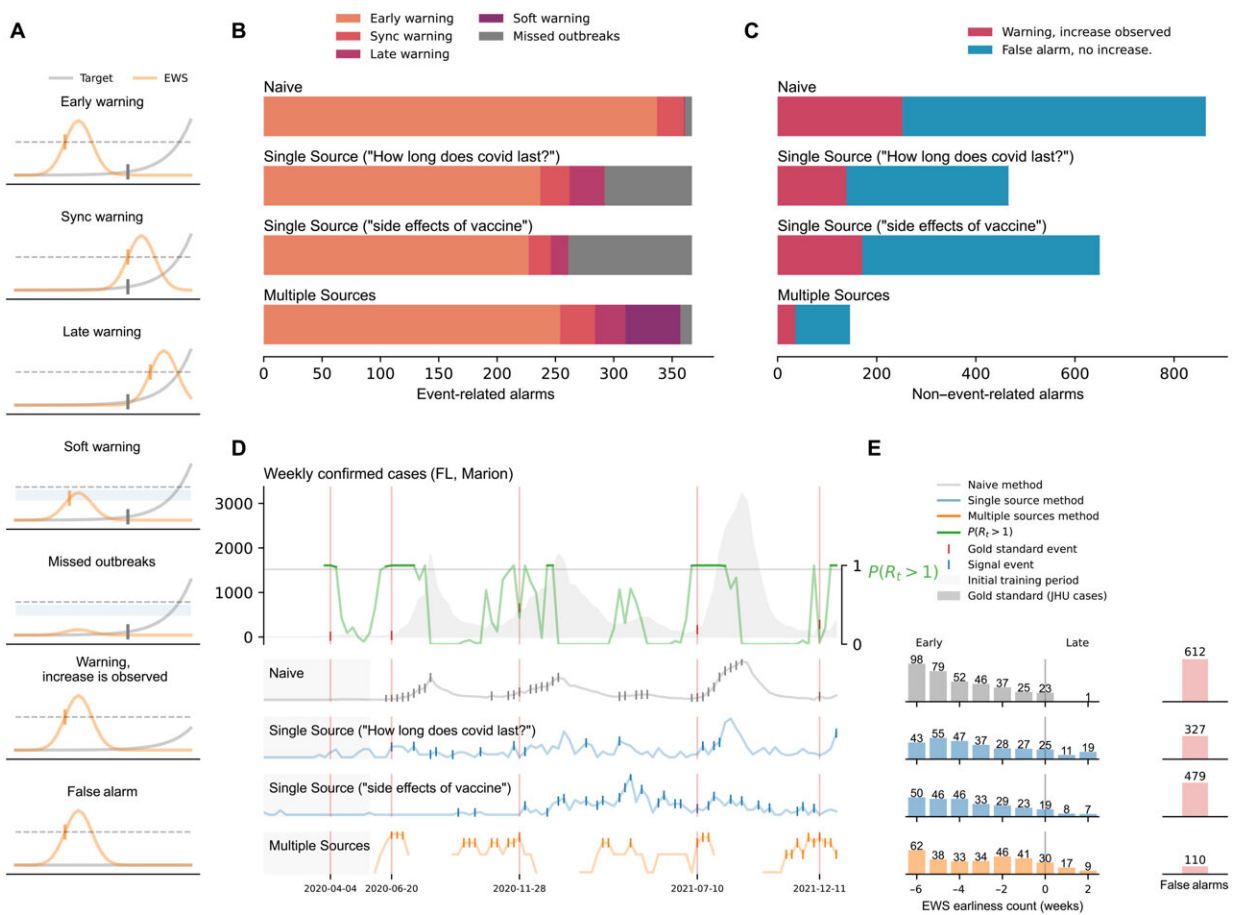 A
Target
EWS
Early warning
Sync warning
Late warning
Soft warning
Missed outbreaks
Warning,
increase is observed
False alarm
B
Early warning
Sync warning
Late warning
Soft warning
Missed outbreaks
Naive
Single Source ("How long does covid last?")
Single Source ("side effects of vaccine")
Multiple Sources
0 50 100 150 200 250 300 350
Event-related alarms
C
Warning, increase observed
False alarm, no increase.
Naive
Single Source ("How long does covid last?")
Single Source ("side effects of vaccine")
Multiple Sources
0 200 400 600 800
Non–event-related alarms
D
Weekly confirmed cases (FL, Marion)
3000
2000
1000
0
1
P(Rt > 1)
0
Naive
Single Source ("How long does covid last?")
Single Source ("side effects of vaccine")
Multiple Sources
2020-04-04 2020-06-20 2020-11-28 2021-07-10 2021-12-11
E
Naive method
Single source method
Multiple sources method
P(Rt > 1)
Gold standard event
Signal event
Initial training period
Gold standard (JHU cases)
Early Late
98 79 52 46 37 25 23 1
612
43 55 47 37 28 27 25 11 19
327
50 46 46 33 29 23 19 8 7
479
62 38 33 34 46 41 30 17 9
110
−6 −4 −2 0 2
False alarms
EWS earliness count (weeks)